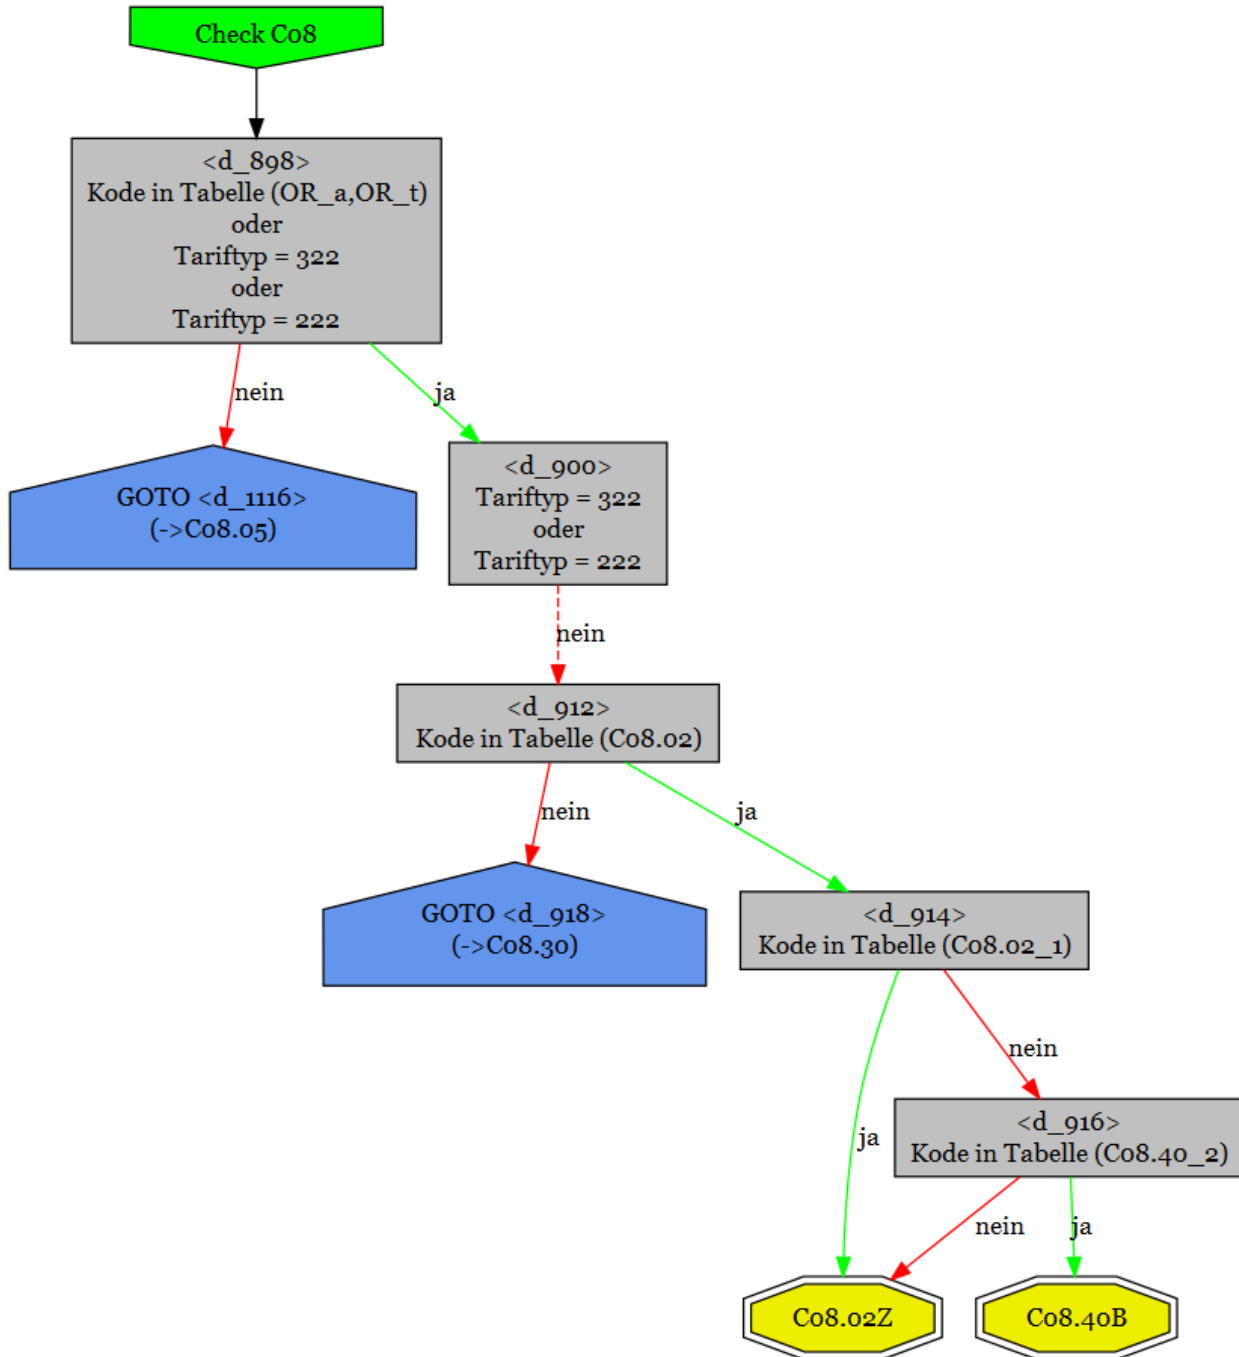 Check C08
<d_898>
Kode in Tabelle (OR_a,OR_t)
oder
Tariftyp = 322
oder
Tariftyp = 222
nein
ja
GOTO <d_1116>
(->C08.05)
<d_900>
Tariftyp = 322
oder
Tariftyp = 222
nein
<d_912>
Kode in Tabelle (C08.02)
nein
ja
GOTO <d_918>
(->C08.30)
<d_914>
Kode in Tabelle (C08.02_1)
nein
ja
<d_916>
Kode in Tabelle (C08.40_2)
nein
ja
C08.02Z
C08.40B